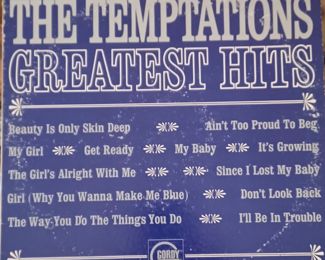 THE TEMPTATIONS
GREATEST HITS
Beauty Is Only Skin Deep Ain't Too Proud To Beg
My Girl Get Ready My Baby It's Growing
The Girl's Alright With Me Since I Lost My Baby
Girl (Why You Wanna Make Me Blue) Don't Look Back
The Way You Do The Things You Do I'll Be In Trouble
GORDY